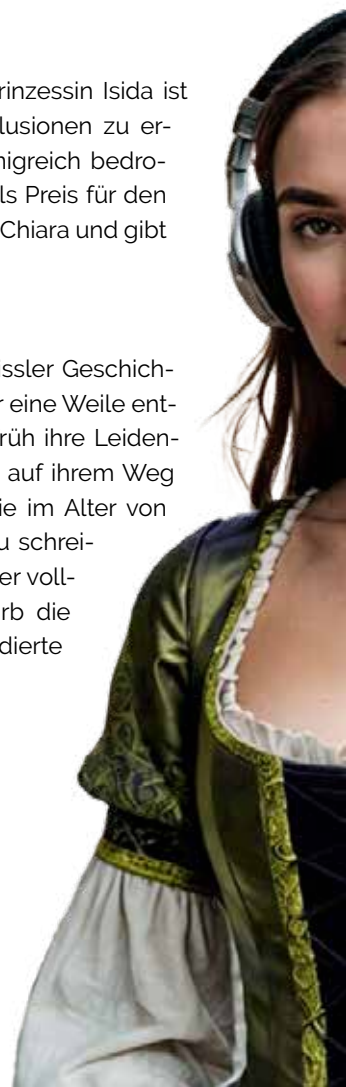 rinzessin Isida ist
lusionen zu er-
nigreich bedro-
ls Preis für den
Chiara und gibt
ssler Geschich-
r eine Weile ent-
rüh ihre Leiden-
auf ihrem Weg
ie im Alter von
u schrei-
er voll-
rb die
dierte